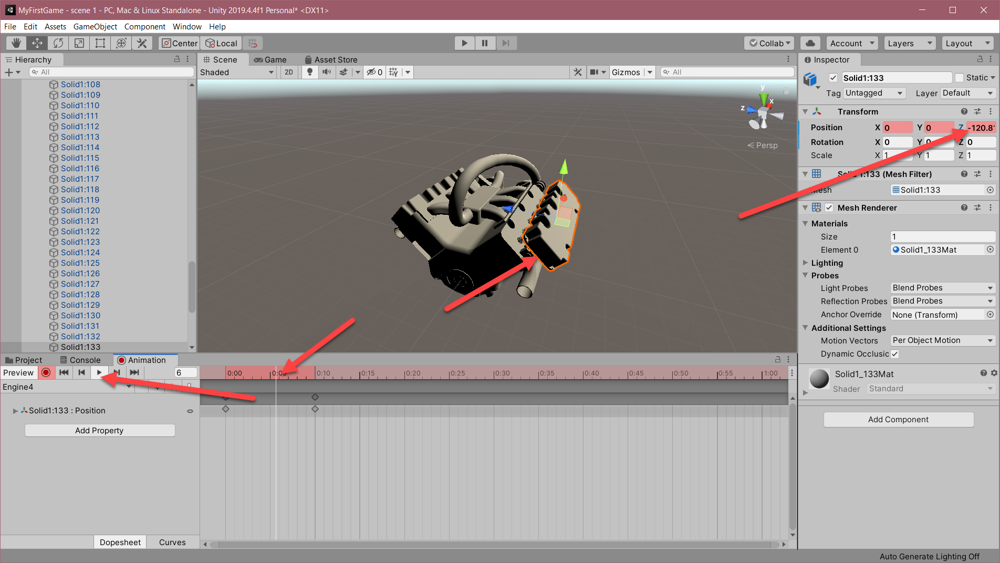 MyFirstGame - scene 1 - PC, Mac & Linux Standalone - Unity 2019.4.4f1 Personal* <DX11>
File Edit Assets GameObject Component Window Help
Center Local Collab Account Layers Layout
Hierarchy
All
Solid1:108
Solid1:109
Solid1:110
Solid1:111
Solid1:112
Solid1:113
Solid1:114
Solid1:115
Solid1:116
Solid1:117
Solid1:118
Solid1:119
Solid1:120
Solid1:121
Solid1:122
Solid1:123
Solid1:124
Solid1:125
Solid1:126
Solid1:127
Solid1:128
Solid1:129
Solid1:130
Solid1:131
Solid1:132
Solid1:133
Scene Game Asset Store
Shaded 2D 0 Gizmos All
y
x
z
Persp
Inspector
Solid1:133 Static
Tag Untagged Layer Default
Transform
Position X 0 Y 0 Z -120.8
Rotation X 0 Y 0 Z 0
Scale X 1 Y 1 Z 1
1:133 (Mesh Filter)
Solid1:133
Mesh Renderer
Materials
Size 1
Element 0 Solid1_133Mat
Lighting
Probes
Light Probes Blend Probes
Reflection Probes Blend Probes
Anchor Override None (Transform)
Additional Settings
Motion Vectors Per Object Motion
Dynamic Occlusic
Solid1_133Mat
Shader Standard
Add Component
Project Console Animation
Preview 6
0:00 0:10 0:15 0:20 0:25 0:30 0:35 0:40 0:45 0:50 0:55 1:00
Engine4
Solid1:133 : Position
Add Property
Dopesheet Curves
Auto Generate Lighting Off